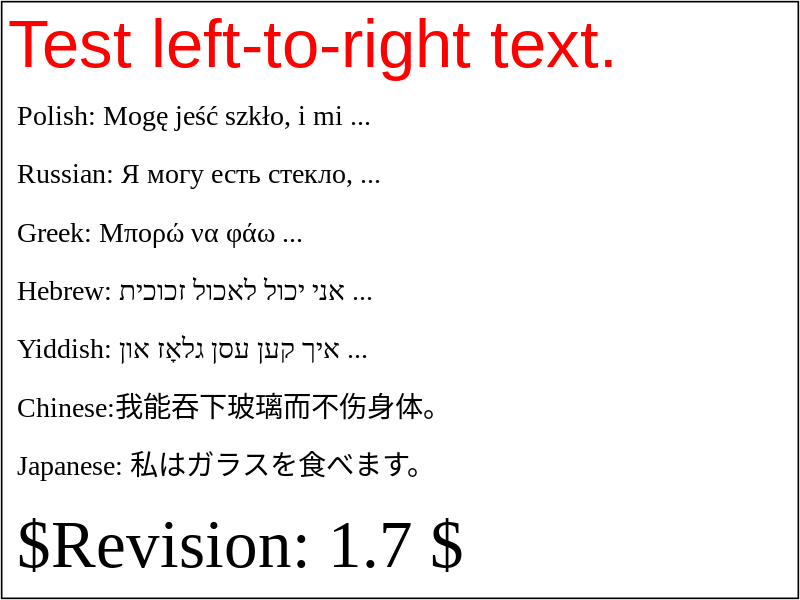 Test left-to-right text.
Polish: Mogę jeść szkło, i mi ...
Russian: Я могу есть стекло, ...
Greek: Μπορώ να φάω ...
Hebrew: אני יכול לאכול זכוכית ...
Yiddish: איך קען עסן גלאָז און ...
Chinese:我能吞下玻璃而不伤身体。
Japanese: 私はガラスを食べます。
$Revision: 1.7 $